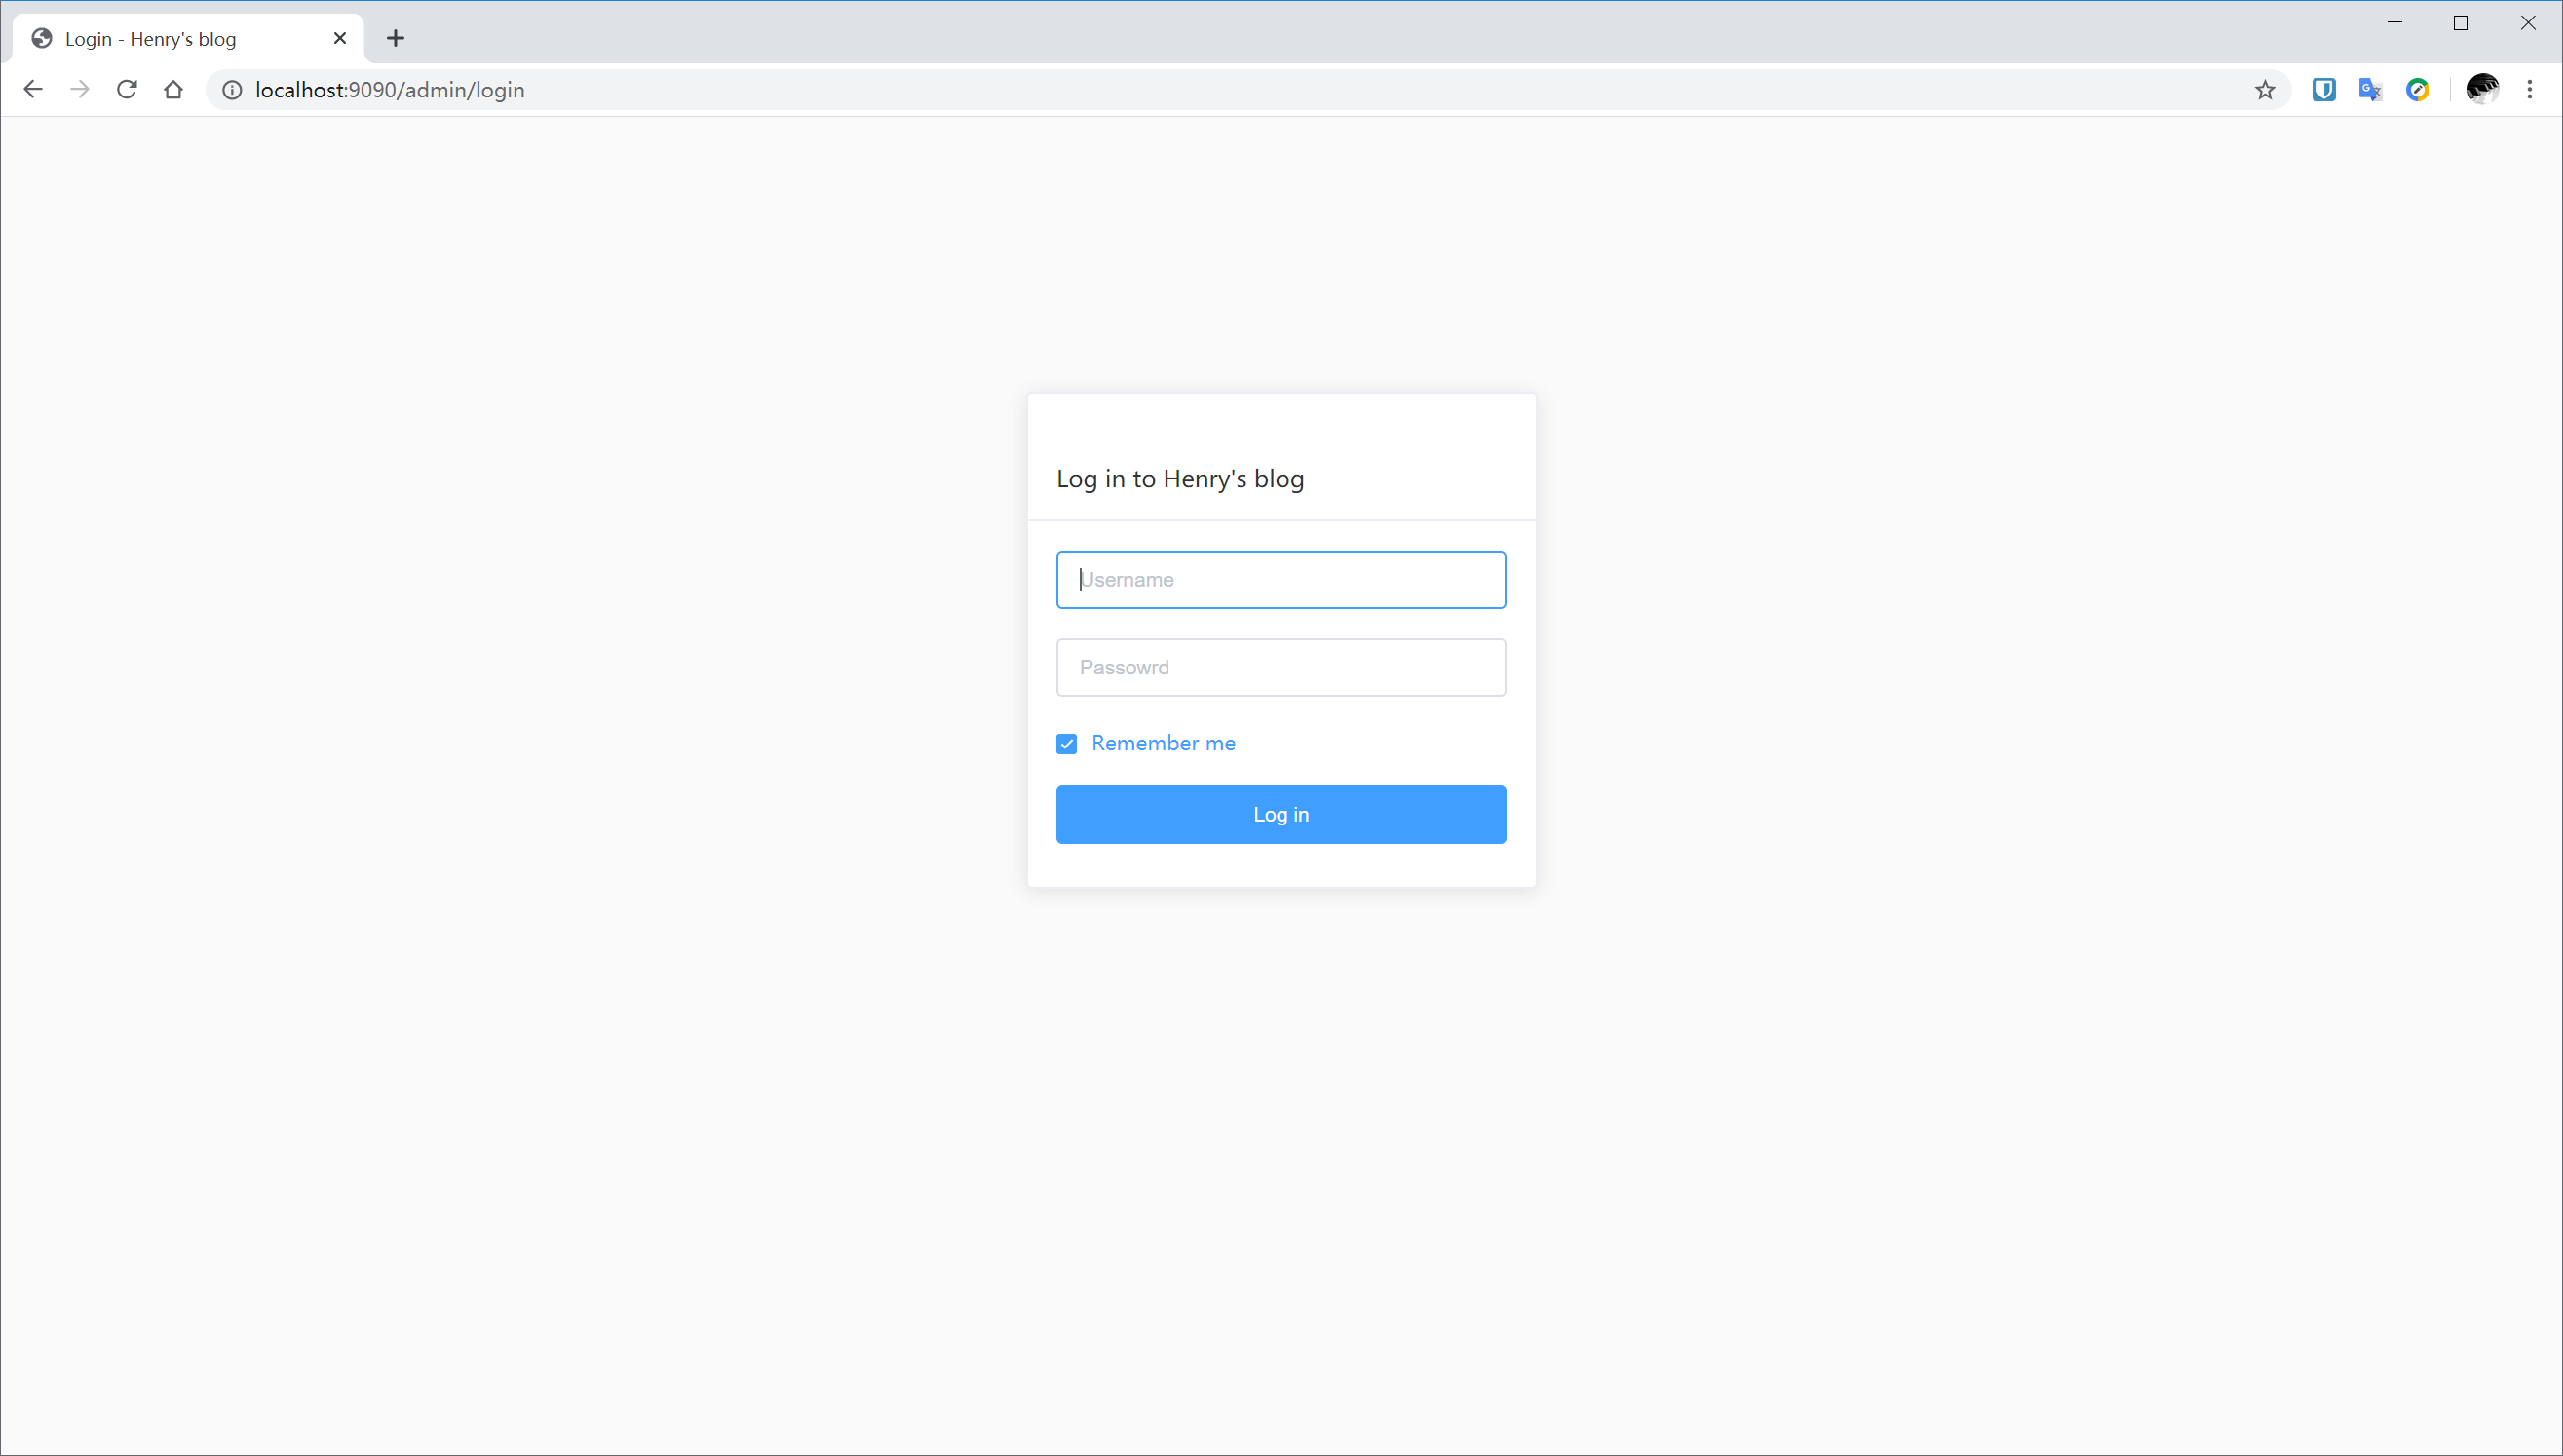 Login - Henry's blog
localhost:9090/admin/login
Log in to Henry's blog
Username
Passowrd
Remember me
Log in